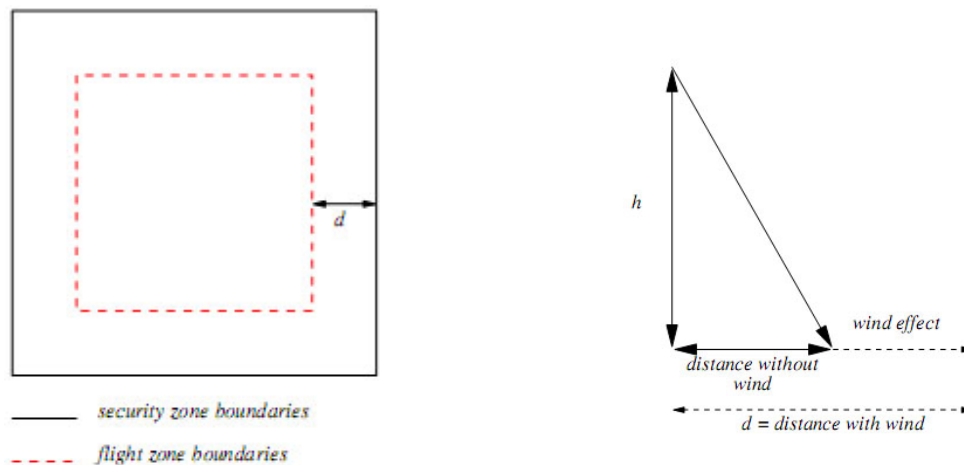 d
security zone boundaries
flight zone boundaries
h
wind effect
distance without
wind
d = distance with wind